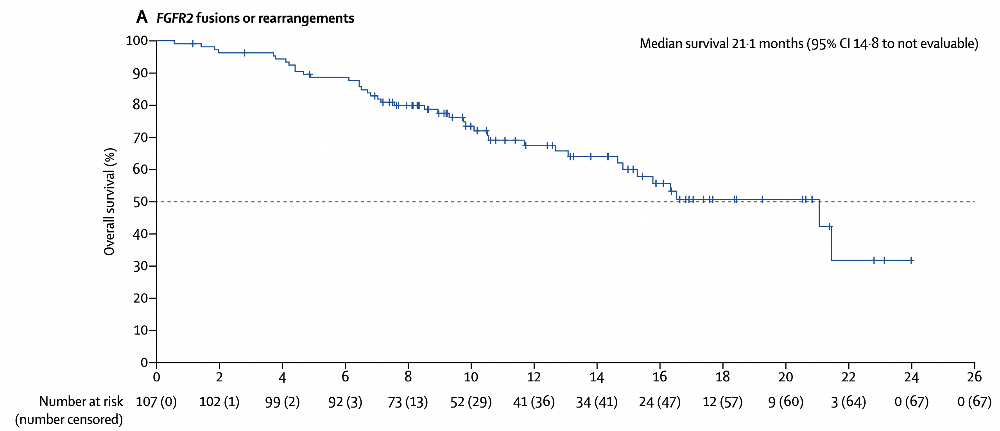 A FGFR2 fusions or rearrangements
Median survival 21·1 months (95% CI 14·8 to not evaluable)
Overall survival (%)
100
90
80
70
60
50
40
30
20
10
0
0 2 4 6 8 10 12 14 16 18 20 22 24 26
Number at risk 107 (0) 102 (1) 99 (2) 92 (3) 73 (13) 52 (29) 41 (36) 34 (41) 24 (47) 12 (57) 9 (60) 3 (64) 0 (67) 0 (67)
(number censored)